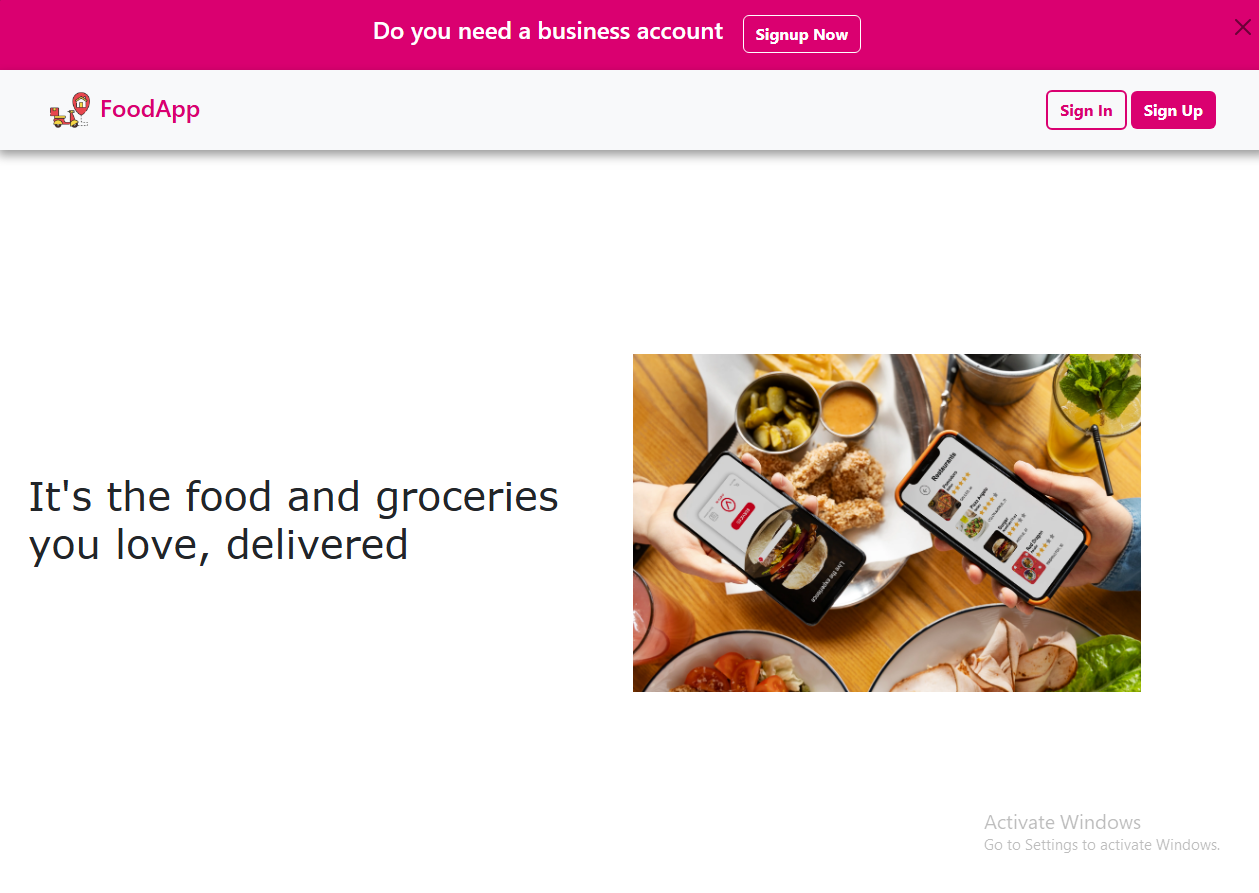 Do you need a business account
Signup Now
FoodApp
Sign In
Sign Up
It's the food and groceries
you love, delivered
Restaurants
Activate Windows
Go to Settings to activate Windows.